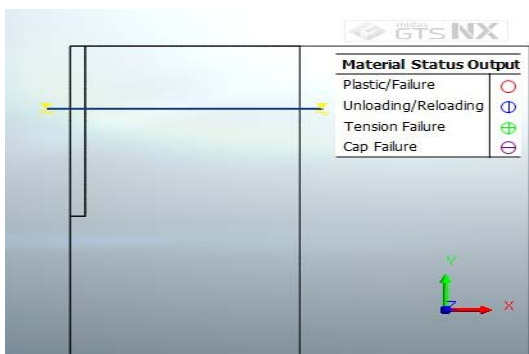 midas
GTS NX
Material Status Output
Plastic/Failure
Unloading/Reloading
Tension Failure
Cap Failure
Y
Z
X